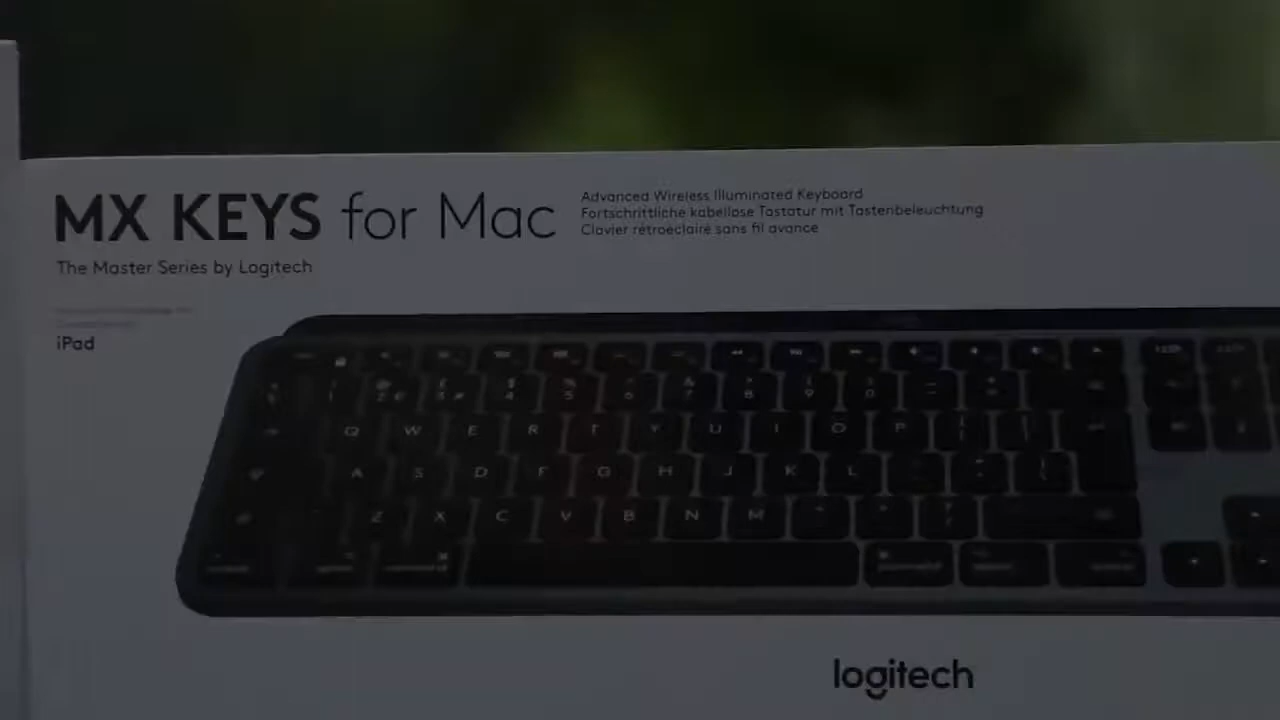 MX KEYS for Mac
Advanced Wireless Illuminated Keyboard
Fortschrittliche kabellose Tastatur mit Tastenbeleuchtung
Clavier rétroéclairé sans fil avancé
The Master Series by Logitech
iPad
Q W E R T Y U I O P
A S D F G H J K L
Z X C V B N M
logitech